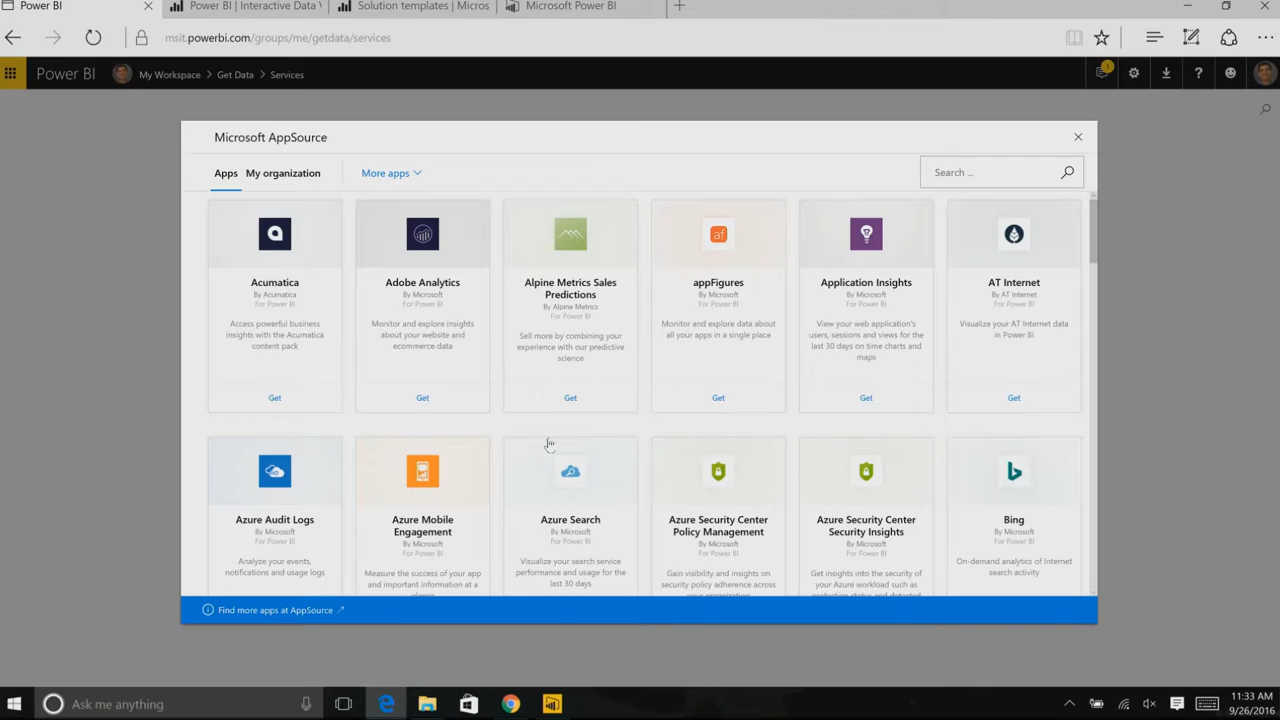 Power BI
Power BI | Interactive Data V
Solution templates | Micros
Microsoft Power BI
msit.powerbi.com/groups/me/getdata/services
Power BI
My Workspace > Get Data > Services
1
Microsoft AppSource
Apps
My organization
More apps
Search ...
Acumatica
By Acumatica
For Power BI
Access powerful business
insights with the Acumatica
content pack
Get
Adobe Analytics
By Microsoft
For Power BI
Monitor and explore insights
about your website and
ecommerce data
Get
Alpine Metrics Sales
Predictions
By Alpine Metrics
For Power BI
Sell more by combining your
experience with our predictive
science
Get
af
appFigures
By Microsoft
For Power BI
Monitor and explore data about
all your apps in a single place
Get
Application Insights
By Microsoft
For Power BI
View your web application's
users, sessions and views for the
last 30 days on time charts and
maps
Get
AT Internet
By AT Internet
For Power BI
Visualize your AT Internet data
in Power BI
Get
Azure Audit Logs
By Microsoft
For Power BI
Analyze your events,
notifications and usage logs
Azure Mobile
Engagement
By Microsoft
For Power BI
Measure the success of your app
and important information at a
glance
Azure Search
By Microsoft
For Power BI
Visualize your search service
performance and usage for the
last 30 days
Azure Security Center
Policy Management
By Microsoft
For Power BI
Gain visibility and insights on
security policy adherence across
your organization
Azure Security Center
Security Insights
By Microsoft
For Power BI
Get insights into the security of
your Azure workload such as
protection status and detected
Bing
By Microsoft
For Power BI
On-demand analytics of Internet
search activity
Find more apps at AppSource
Ask me anything
11:33 AM
9/26/2016